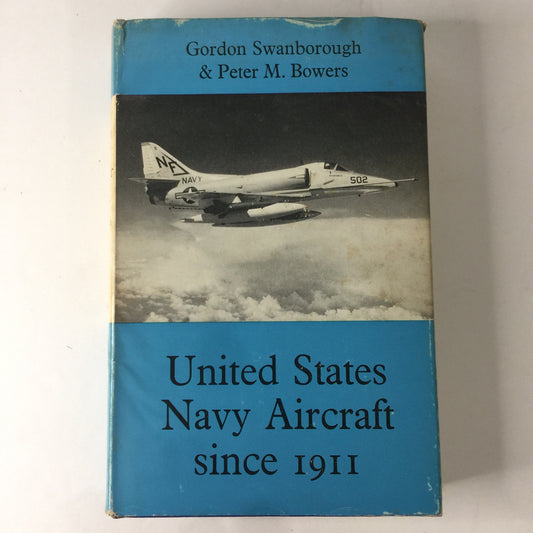 Gordon Swanborough
& Peter M. Bowers
NF
NAVY
502
United States
Navy Aircraft
since 1911